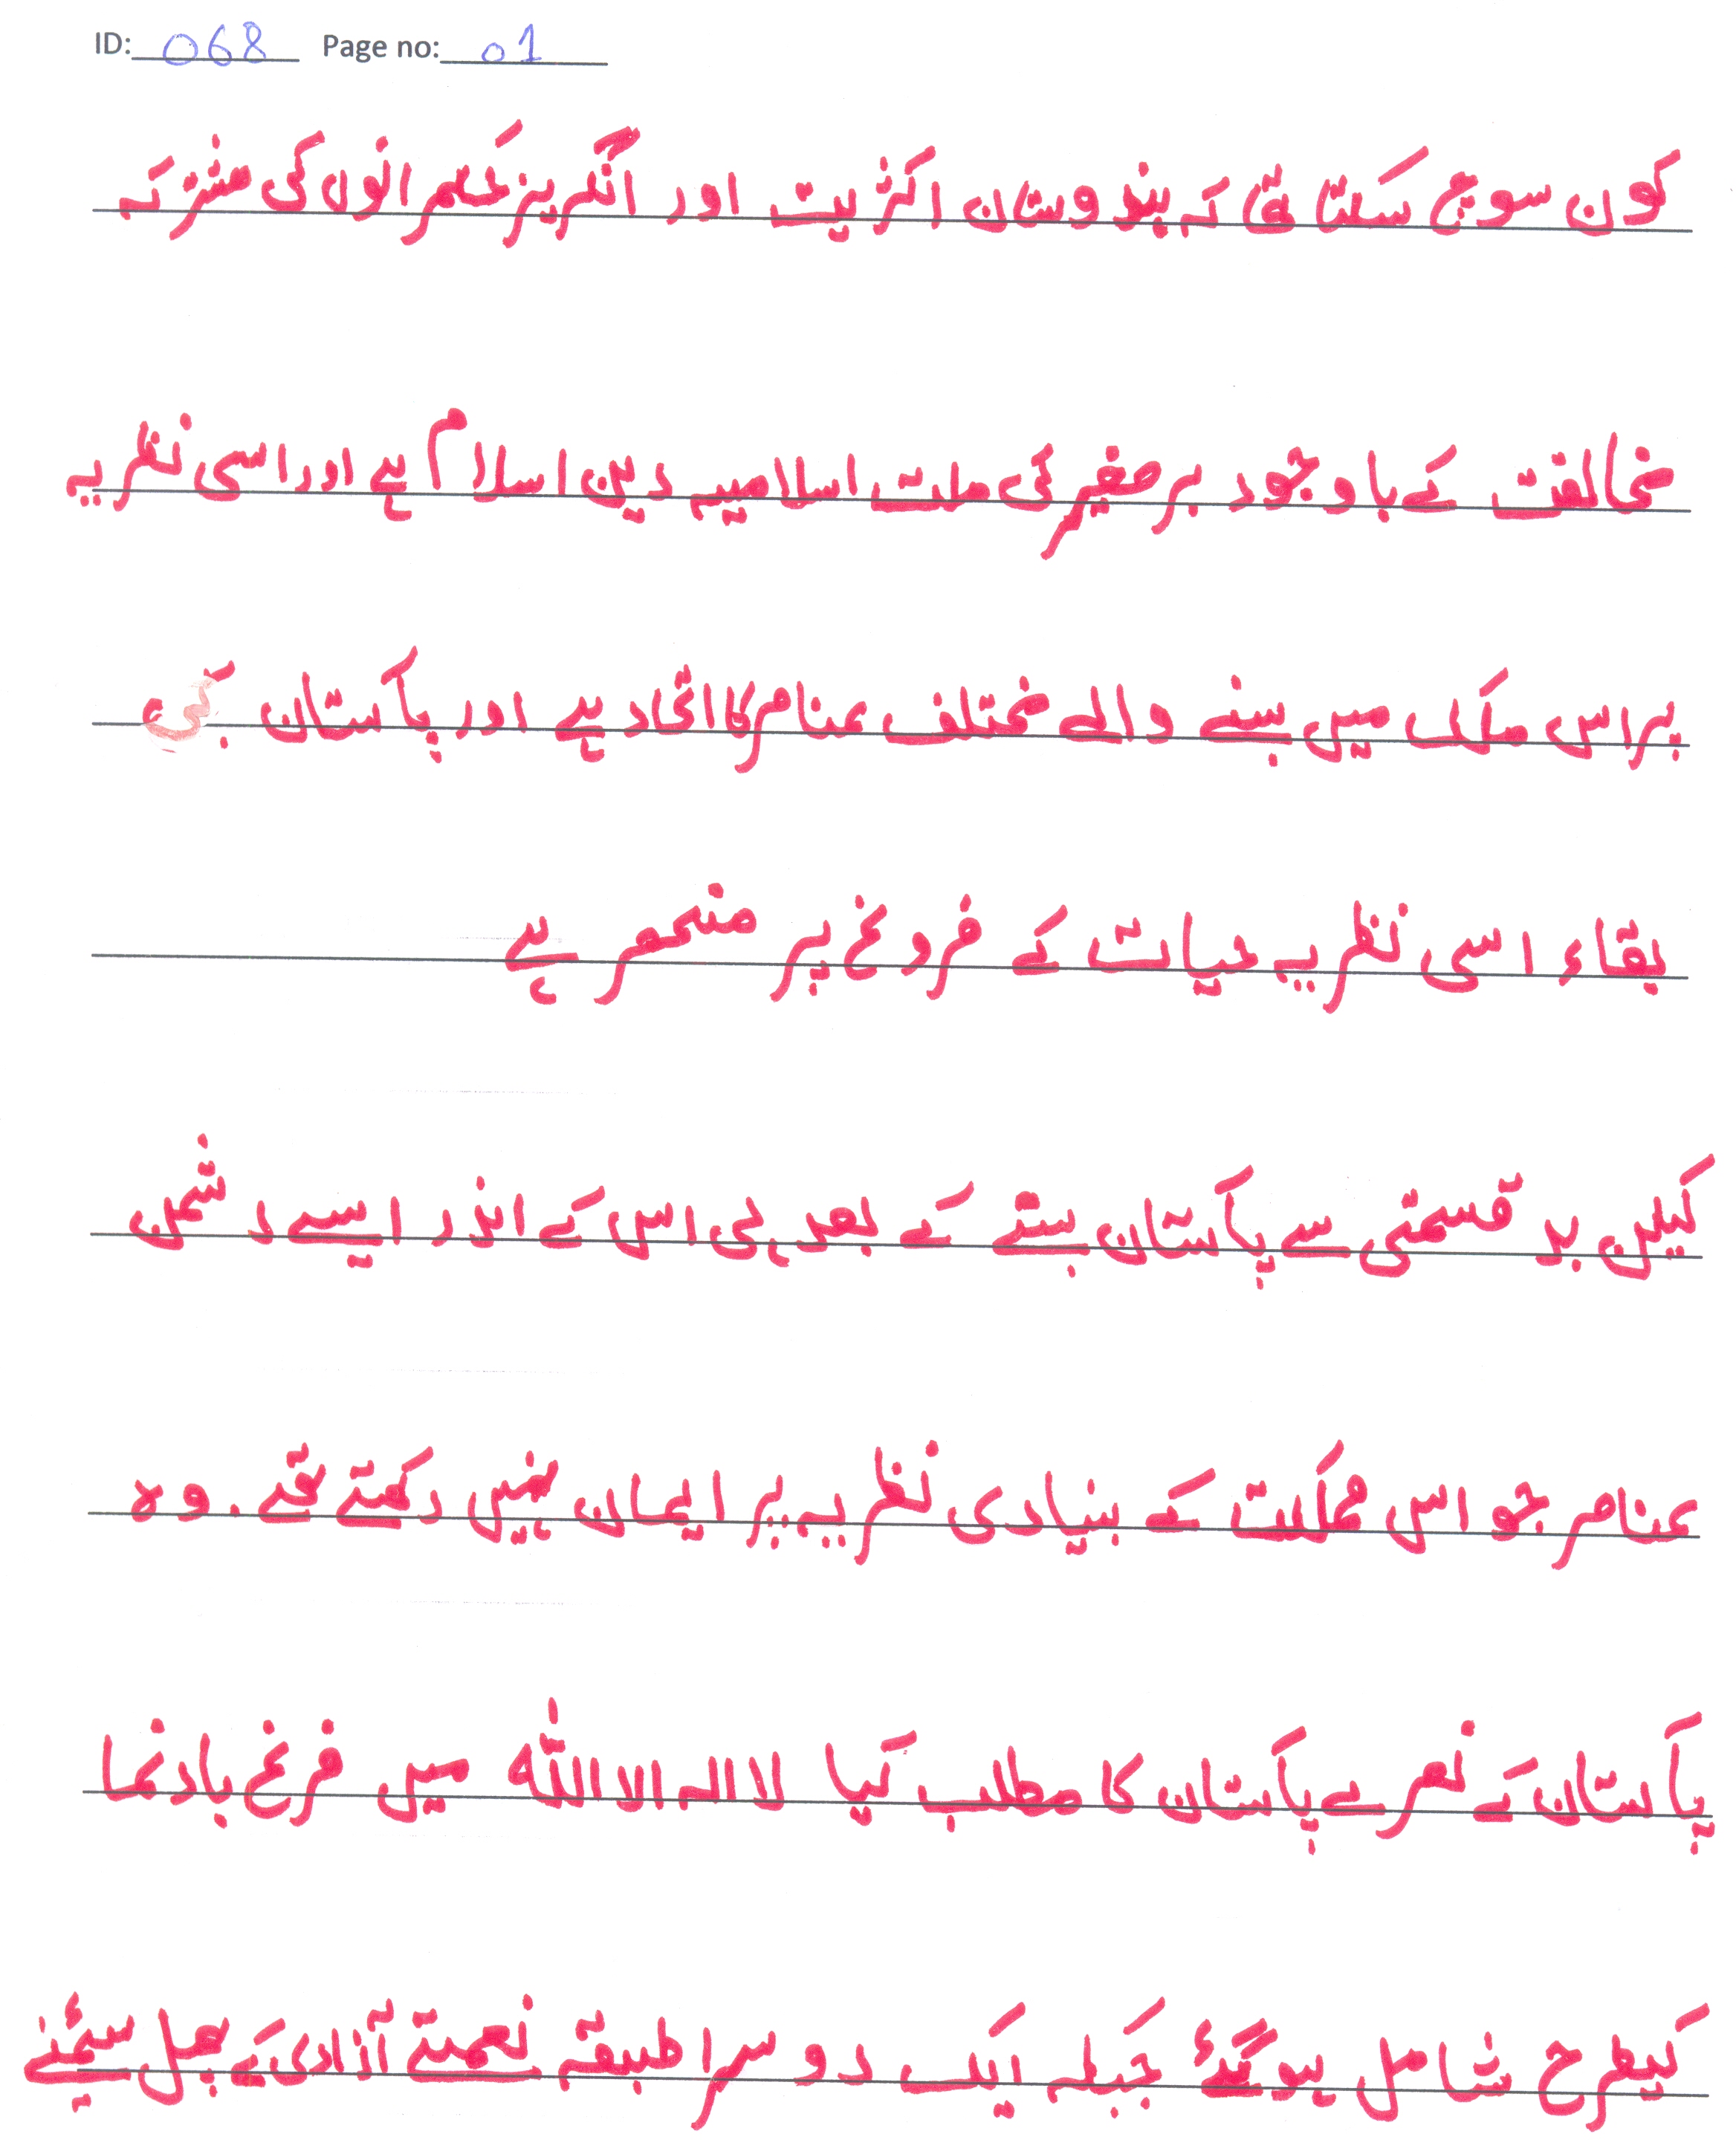 ID: 068 Page no: 01
کون سوچ سکتا تھا کہ ہندوستان اکثریت اور انگریز حکمرانوں کی مشترکہ
مخالفت کے باوجود برصغیر کی ملت اسلامیہ دین اسلام ہے اور اسی نظریہ
پر اس ملک میں بسنے والے مختلف عناصر کا اتحاد ہے اور پاکستان کی
بقاء اسی نظریہ حیات کے فروغ پر منحصر ہے
لیکن بد قسمتی سے پاکستان بنتے کے بعد ہی اس کے اندر ایسے دشمن
عناصر جو اس مملکت کے بنیادی نظریہ پر ایمان نہیں رکھتے تھے۔ وہ
پاکستان کے نعرے پاکستان کا مطلب کیا لا الہ الا اللہ میں فرغ بادنما
کیطرح شامل ہوگئے جبکہ ایک دوسرا طبقہ نعمتے آزادی کے پھل سمیٹنے